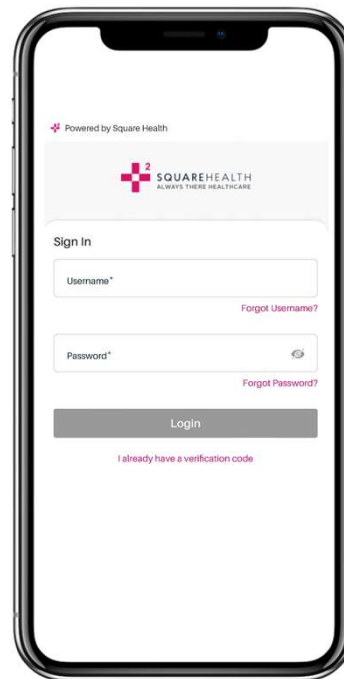 Powered by Square Health
2
SQUAREHEALTH
ALWAYS THERE HEALTHCARE
Sign In
Username*
Forgot Username?
Password*
Forgot Password?
Login
I already have a verification code